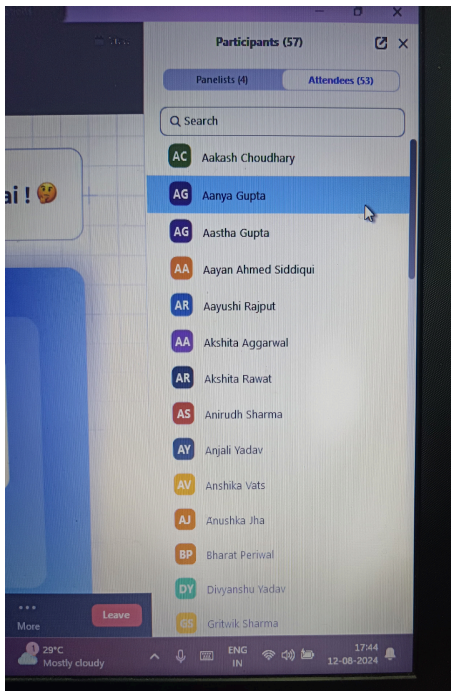 Participants (57)
Panelists (4) Attendees (53)
Search
AC Aakash Choudhary
ai !
AG Aanya Gupta
AG Aastha Gupta
AA Aayan Ahmed Siddiqui
AR Aayushi Rajput
AA Akshita Aggarwal
AR Akshita Rawat
AS Anirudh Sharma
AY Anjali Yadav
AV Anshika Vats
AJ Anushka Jha
BP Bharat Periwal
DY Divyanshu Yadav
GS Gritwik Sharma
More Leave
1 29°C
Mostly cloudy
ENG
IN
17:44
12-08-2024